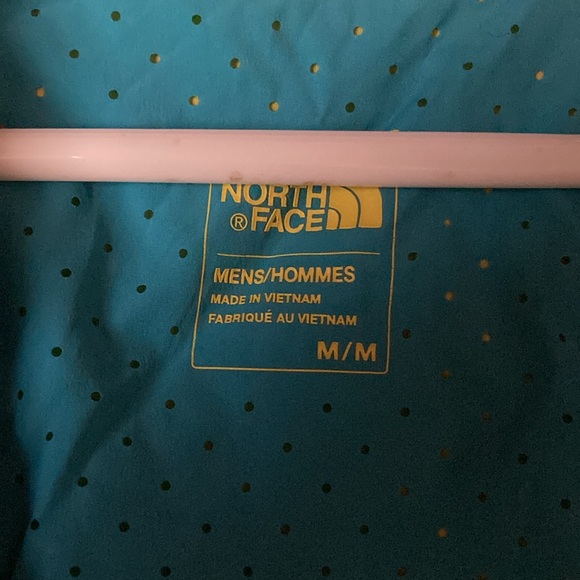 NORTH
® FACE
MENS/HOMMES
MADE IN VIETNAM
FABRIQUÉ AU VIETNAM
M/M